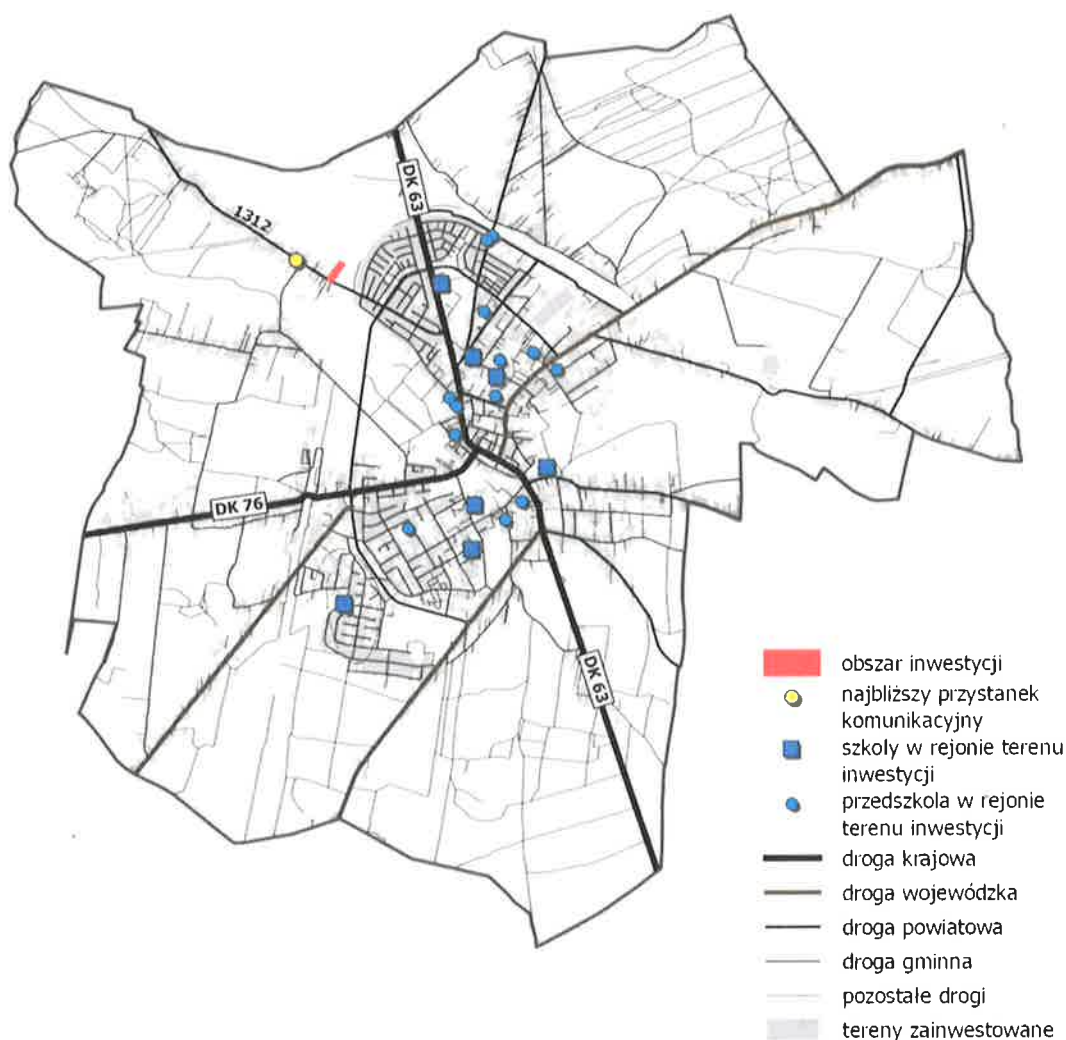 DK 63
1312
DK 76
DK 63
obszar inwestycji
najbliższy przystanek
komunikacyjny
szkoly w rejonie terenu
inwestycji
przedszkola w rejonie
terenu inwestycji
droga krajowa
droga wojewódzka
droga powiatowa
droga gminna
pozostałe drogi
tereny zainwestowane